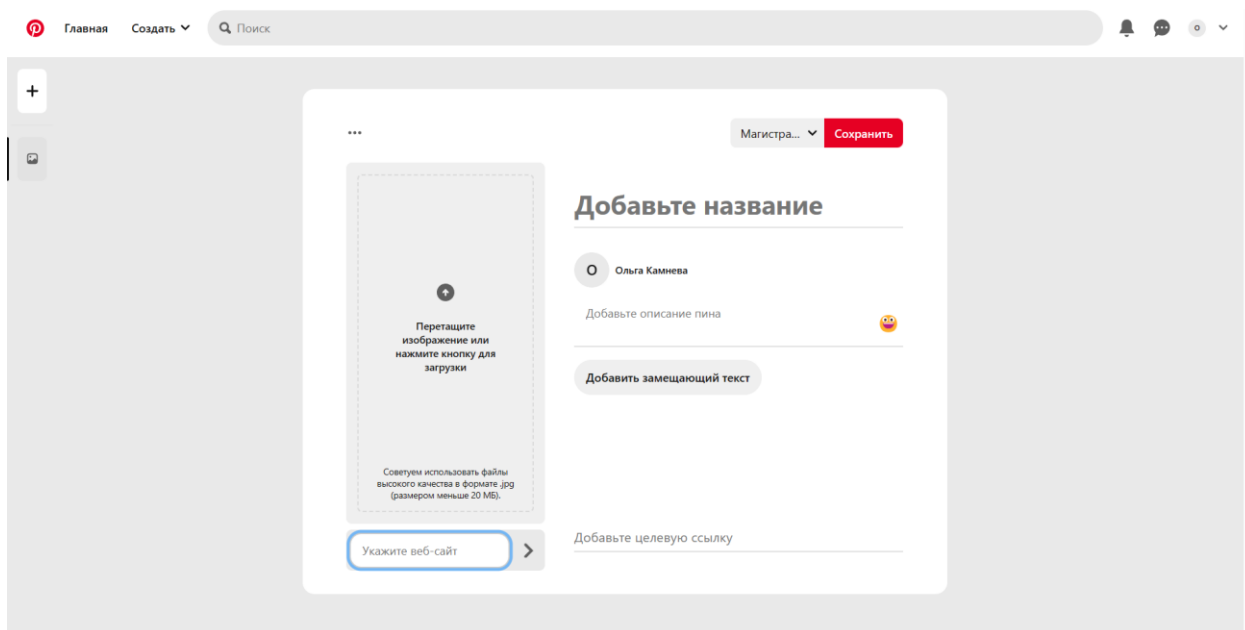 Главная Создать Поиск
Магистра... Сохранить
Добавьте название
О Ольга Камнева
Добавьте описание пина
Добавить замещающий текст
Перетащите
изображение или
нажмите кнопку для
загрузки
Советуем использовать файлы
высокого качества в формате .jpg
(размером меньше 20 МБ).
Укажите веб-сайт
Добавьте целевую ссылку